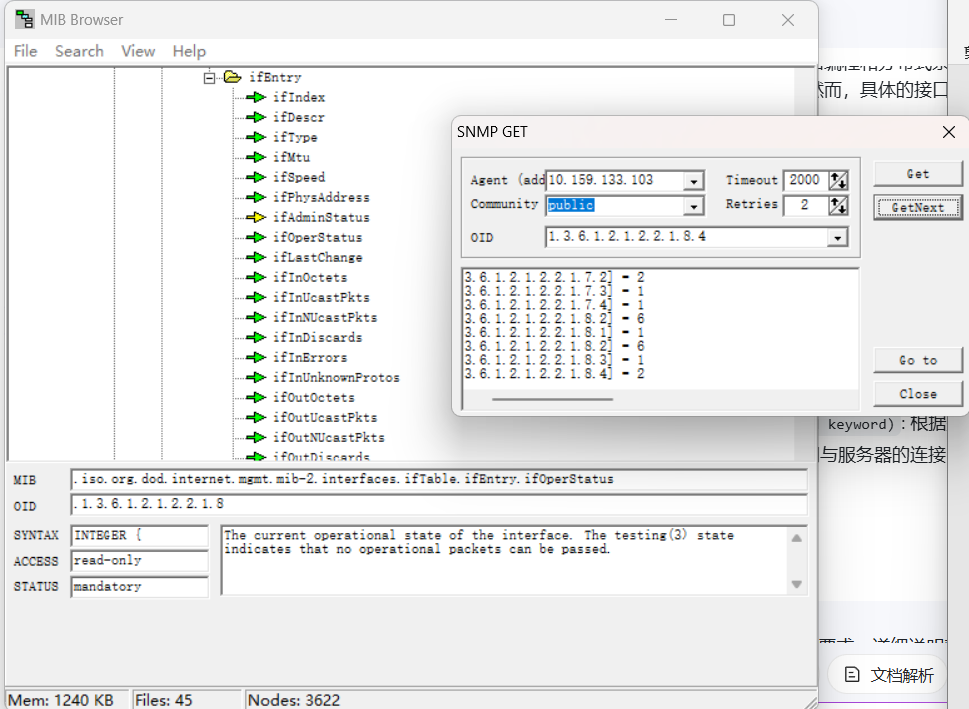 MIB Browser
File Search View Help
ifEntry
ifIndex
ifDescr
ifType
ifMtu
ifSpeed
ifPhysAddress
ifAdminStatus
ifOperStatus
ifLastChange
ifInOctets
ifInUcastPkts
ifInNUcastPkts
ifInDiscards
ifInErrors
ifInUnknownProtos
ifOutOctets
ifOutUcastPkts
ifOutNUcastPkts
ifOutDiscards
SNMP GET
Agent (add 10.159.133.103 Timeout 2000 Get
Community public Retries 2 GetNext
OID 1.3.6.1.2.1.2.2.1.8.4
3.6.1.2.1.2.2.1.7.2] = 2
3.6.1.2.1.2.2.1.7.3] = 1
3.6.1.2.1.2.2.1.7.4] = 1
3.6.1.2.1.2.2.1.8.2] = 6
3.6.1.2.1.2.2.1.8.1] = 1
3.6.1.2.1.2.2.1.8.2] = 6
3.6.1.2.1.2.2.1.8.3] = 1
3.6.1.2.1.2.2.1.8.4] = 2
Go to
Close
MIB .iso.org.dod.internet.mgmt.mib-2.interfaces.ifTable.ifEntry.ifOperStatus
OID .1.3.6.1.2.1.2.2.1.8
SYNTAX INTEGER {
ACCESS read-only
STATUS mandatory
The current operational state of the interface. The testing(3) state
indicates that no operational packets can be passed.
Mem: 1240 KB Files: 45 Nodes: 3622
然而，具体的接口
keyword)：根据
与服务器的连接
文档解析